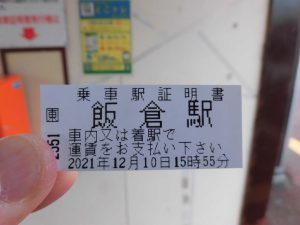 乗車駅証明書
飯倉駅
車内又は着駅で
運賃をお支払い下さい
2021年12月10日15時55分
2951